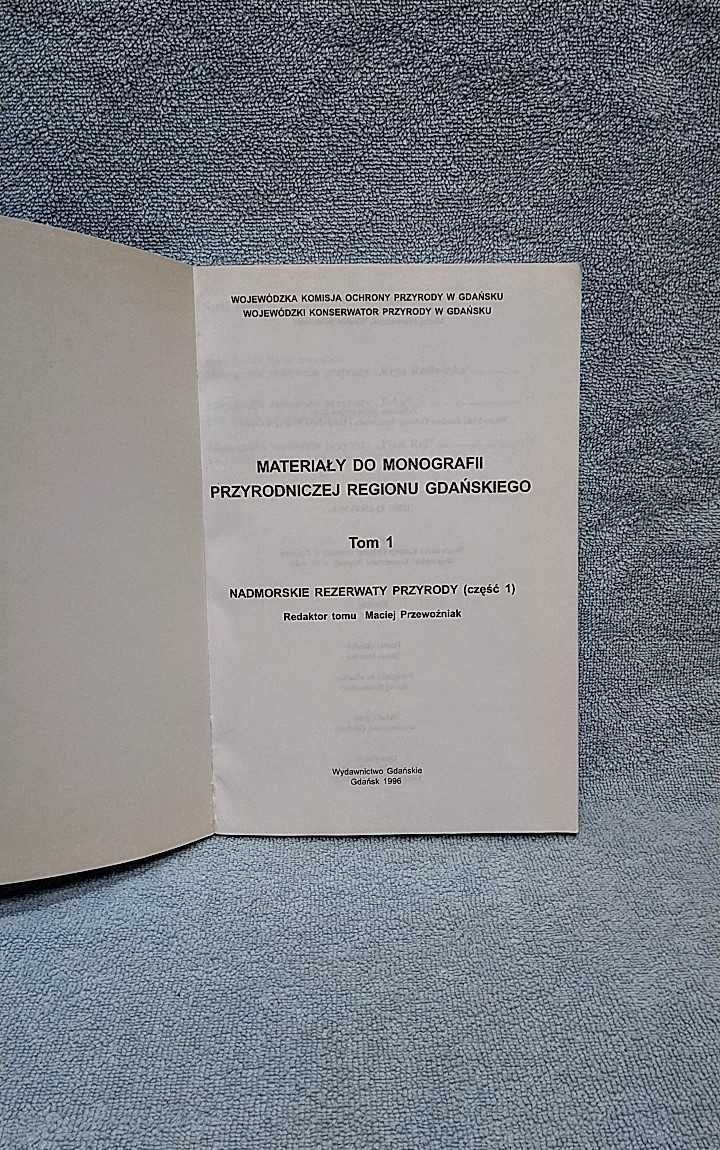 WOJEWÓDZKA KOMISJA OCHRONY PRZYRODY W GDAŃSKU
WOJEWÓDZKI KONSERWATOR PRZYRODY W GDAŃSKU
MATERIAŁY DO MONOGRAFII
PRZYRODNICZEJ REGIONU GDAŃSKIEGO
Tom 1
NADMORSKIE REZERWATY PRZYRODY (część 1)
Redaktor tomu Maciej Przewoźniak
Wydawnictwo Gdańskie
Gdańsk 1996